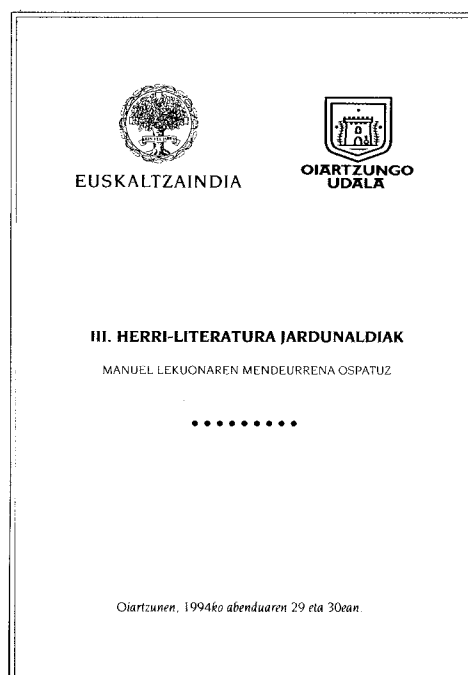 EUSKALTZAINDIA
OIARTZUNGO
UDALA
III. HERRI-LITERATURA JARDUNALDIAK
MANUEL LEKUONAREN MENDEURRENA OSPATUZ
Oiartzunen, 1994ko abenduaren 29 eta 30ean.